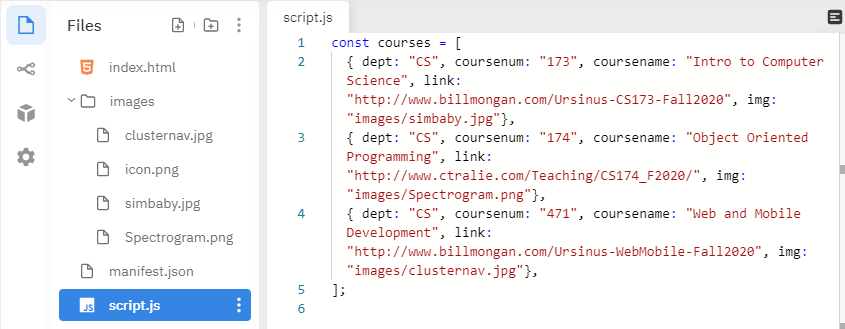 Files
index.html
images
clusternav.jpg
icon.png
simbaby.jpg
Spectrogram.png
manifest.json
JS script.js
script.js
1 const courses = [
2 { dept: "CS", coursenum: "173", coursename: "Intro to Computer
Science", link:
"http://www.billmongan.com/Ursinus-CS173-Fall2020", img:
"images/simbaby.jpg"},
3 { dept: "CS", coursenum: "174", coursename: "Object Oriented
Programming", link:
"http://www.ctralie.com/Teaching/CS174_F2020/", img:
"images/Spectrogram.png"},
4 { dept: "CS", coursenum: "471", coursename: "Web and Mobile
Development", link:
"http://www.billmongan.com/Ursinus-WebMobile-Fall2020", img:
"images/clusternav.jpg"},
5 ];
6